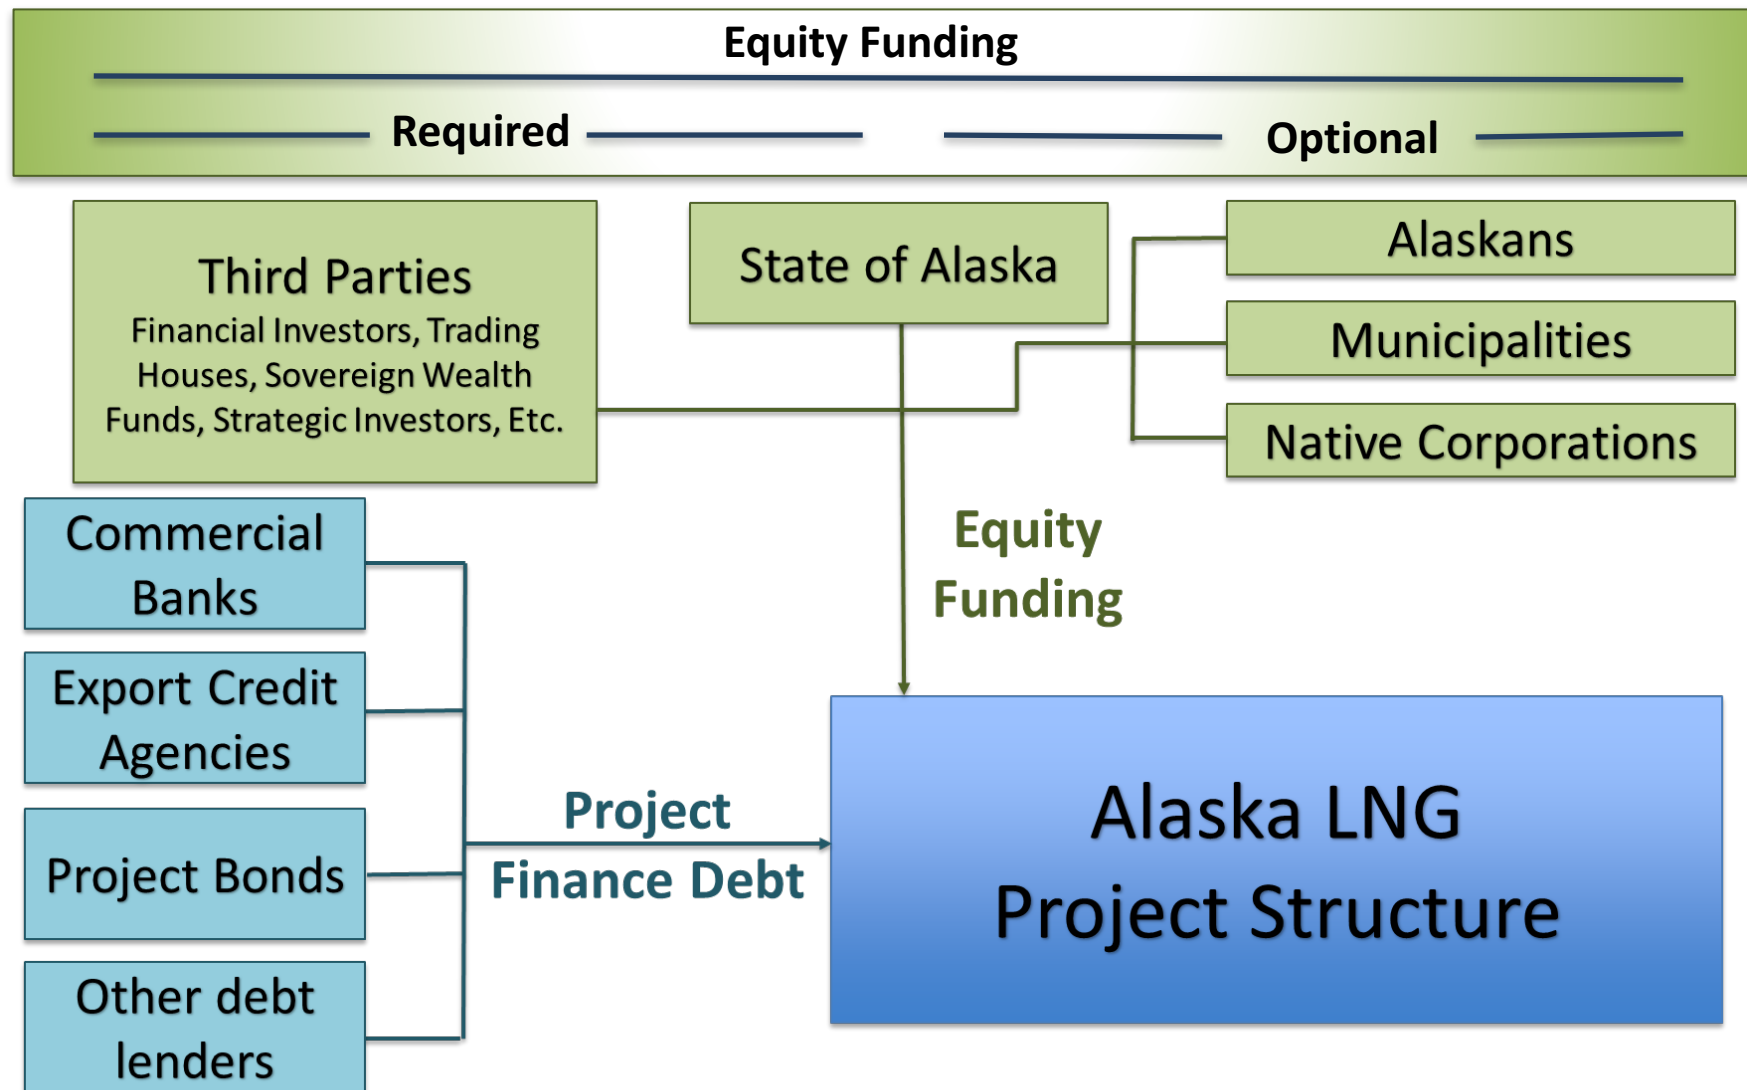 Equity Funding
Required
Optional
Third Parties
Financial Investors, Trading
Houses, Sovereign Wealth
Funds, Strategic Investors, Etc.
State of Alaska
Alaskans
Municipalities
Native Corporations
Commercial
Banks
Export Credit
Agencies
Project Bonds
Other debt
lenders
Equity
Funding
Project
Finance Debt
Alaska LNG
Project Structure